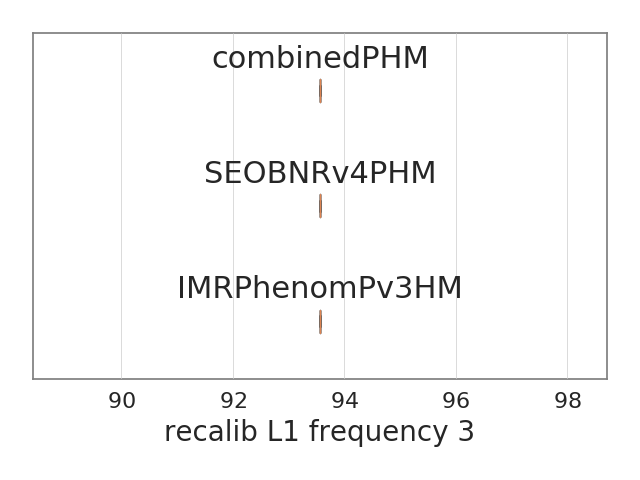 combinedPHM
SEOBNRv4PHM
IMRPhenomPv3HM
90 92 94 96 98
recalib L1 frequency 3